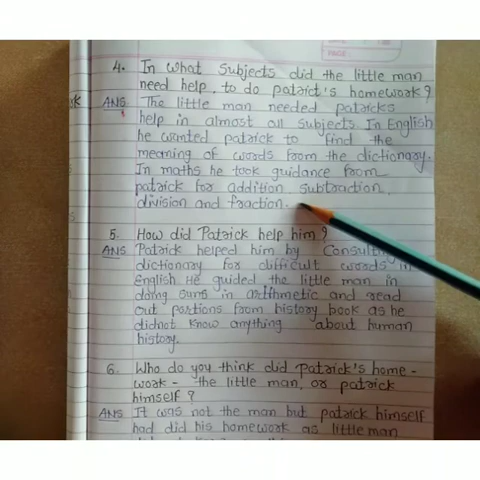 PAGE
4. In what subjects did the little man
need help, to do patrict's homework?
ANS The little man needed patricks
help in almost all subjects. In English
he wanted patrick to find the
meaning of words from the dictionary.
In maths he took guidance from
patrick for addition, subtraction,
division and fraction.
5. How did Patrick help him?
ANS Patrick helped him by Consulting
dictionary for difficult words in
English He guided the little man in
doing sums in arithmetic and read
out portions from history book as he
didnot know anything about human
history.
6. Who do you think did patrick's home-
work- the little man, or patrick
himself?
ANS It was not the man but patrick himself
had did his homework as little man